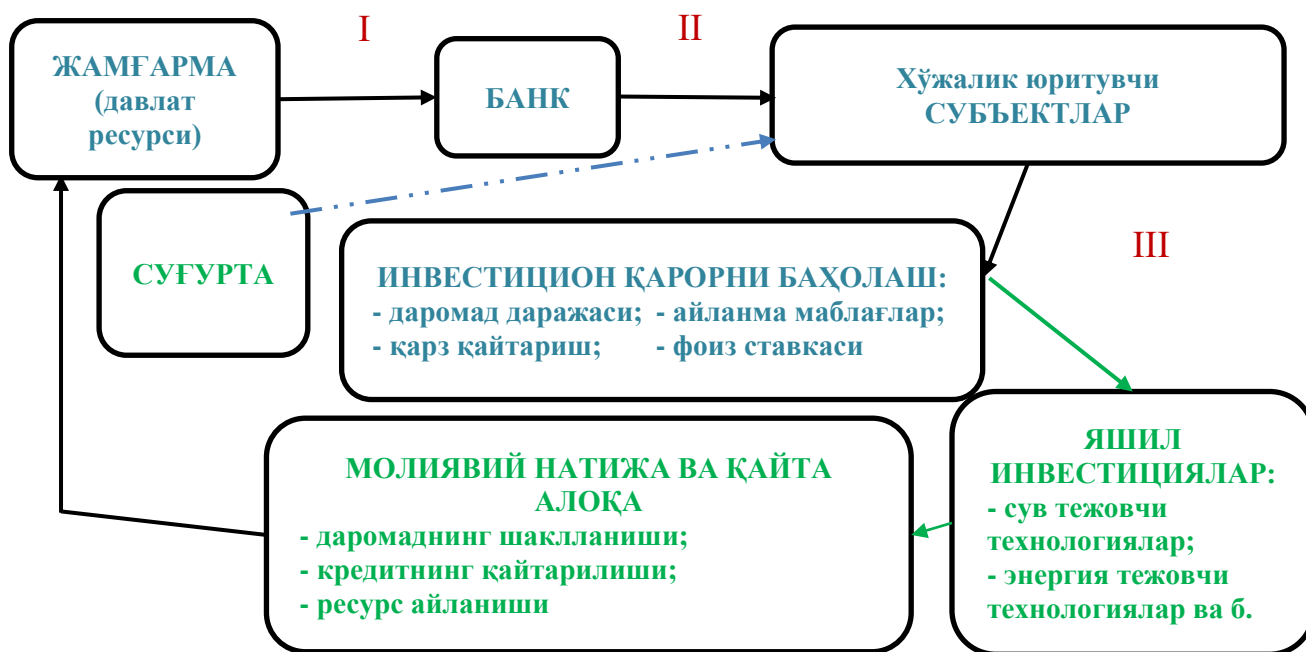 I
II
ЖАМҒАРМА
(давлат
ресурси)
БАНК
Хўжалик юритувчи
СУБЪЕКТЛАР
III
СУҒУРТА
ИНВЕСТИЦИОН ҚАРОРНИ БАҲОЛАШ:
- даромад даражаси; - айланма маблағлар;
- қарз қайтариш; - фоиз ставкаси
ЯШИЛ
ИНВЕСТИЦИЯЛАР:
- сув тежовчи
технологиялар;
- энергия тежовчи
технологиялар ва б.
МОЛИЯВИЙ НАТИЖА ВА ҚАЙТА
АЛОҚА
- даромаднинг шаклланиши;
- кредитнинг қайтарилиши;
- ресурс айланиши